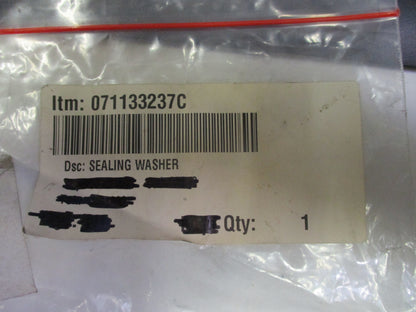 Itm: 071133237C
Dsc: SEALING WASHER
Qty: 1